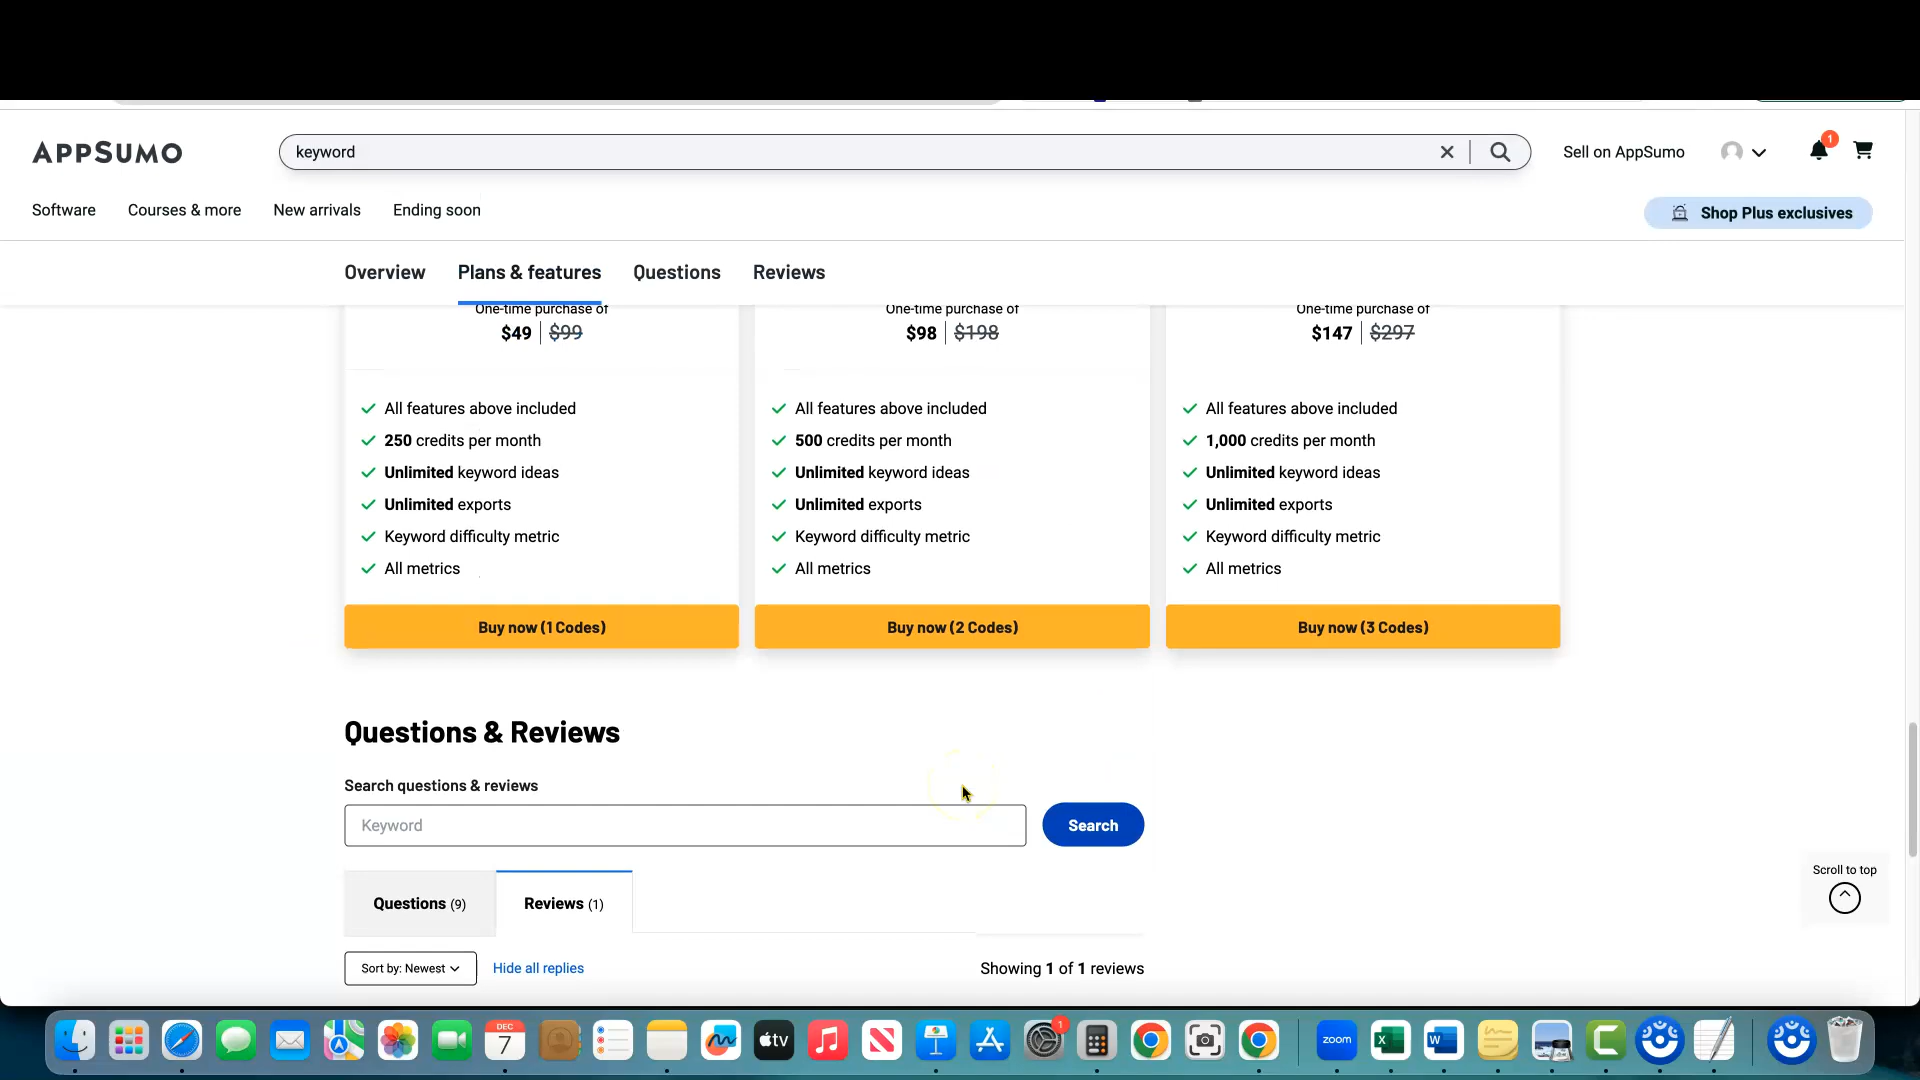 APPSUMO
keyword
Sell on AppSumo
1
Software
Courses & more
New arrivals
Ending soon
Shop Plus exclusives
Overview
Plans & features
Questions
Reviews
One-time purchase of
$49 | $99
All features above included
250 credits per month
Unlimited keyword ideas
Unlimited exports
Keyword difficulty metric
All metrics
Buy now (1 Codes)
One-time purchase of
$98 | $198
All features above included
500 credits per month
Unlimited keyword ideas
Unlimited exports
Keyword difficulty metric
All metrics
Buy now (2 Codes)
One-time purchase of
$147 | $297
All features above included
1,000 credits per month
Unlimited keyword ideas
Unlimited exports
Keyword difficulty metric
All metrics
Buy now (3 Codes)
Questions & Reviews
Search questions & reviews
Keyword
Search
Questions (9)
Reviews (1)
Sort by: Newest
Hide all replies
Showing 1 of 1 reviews
Scroll to top
DEC
7
tv
1
zoom
X
W